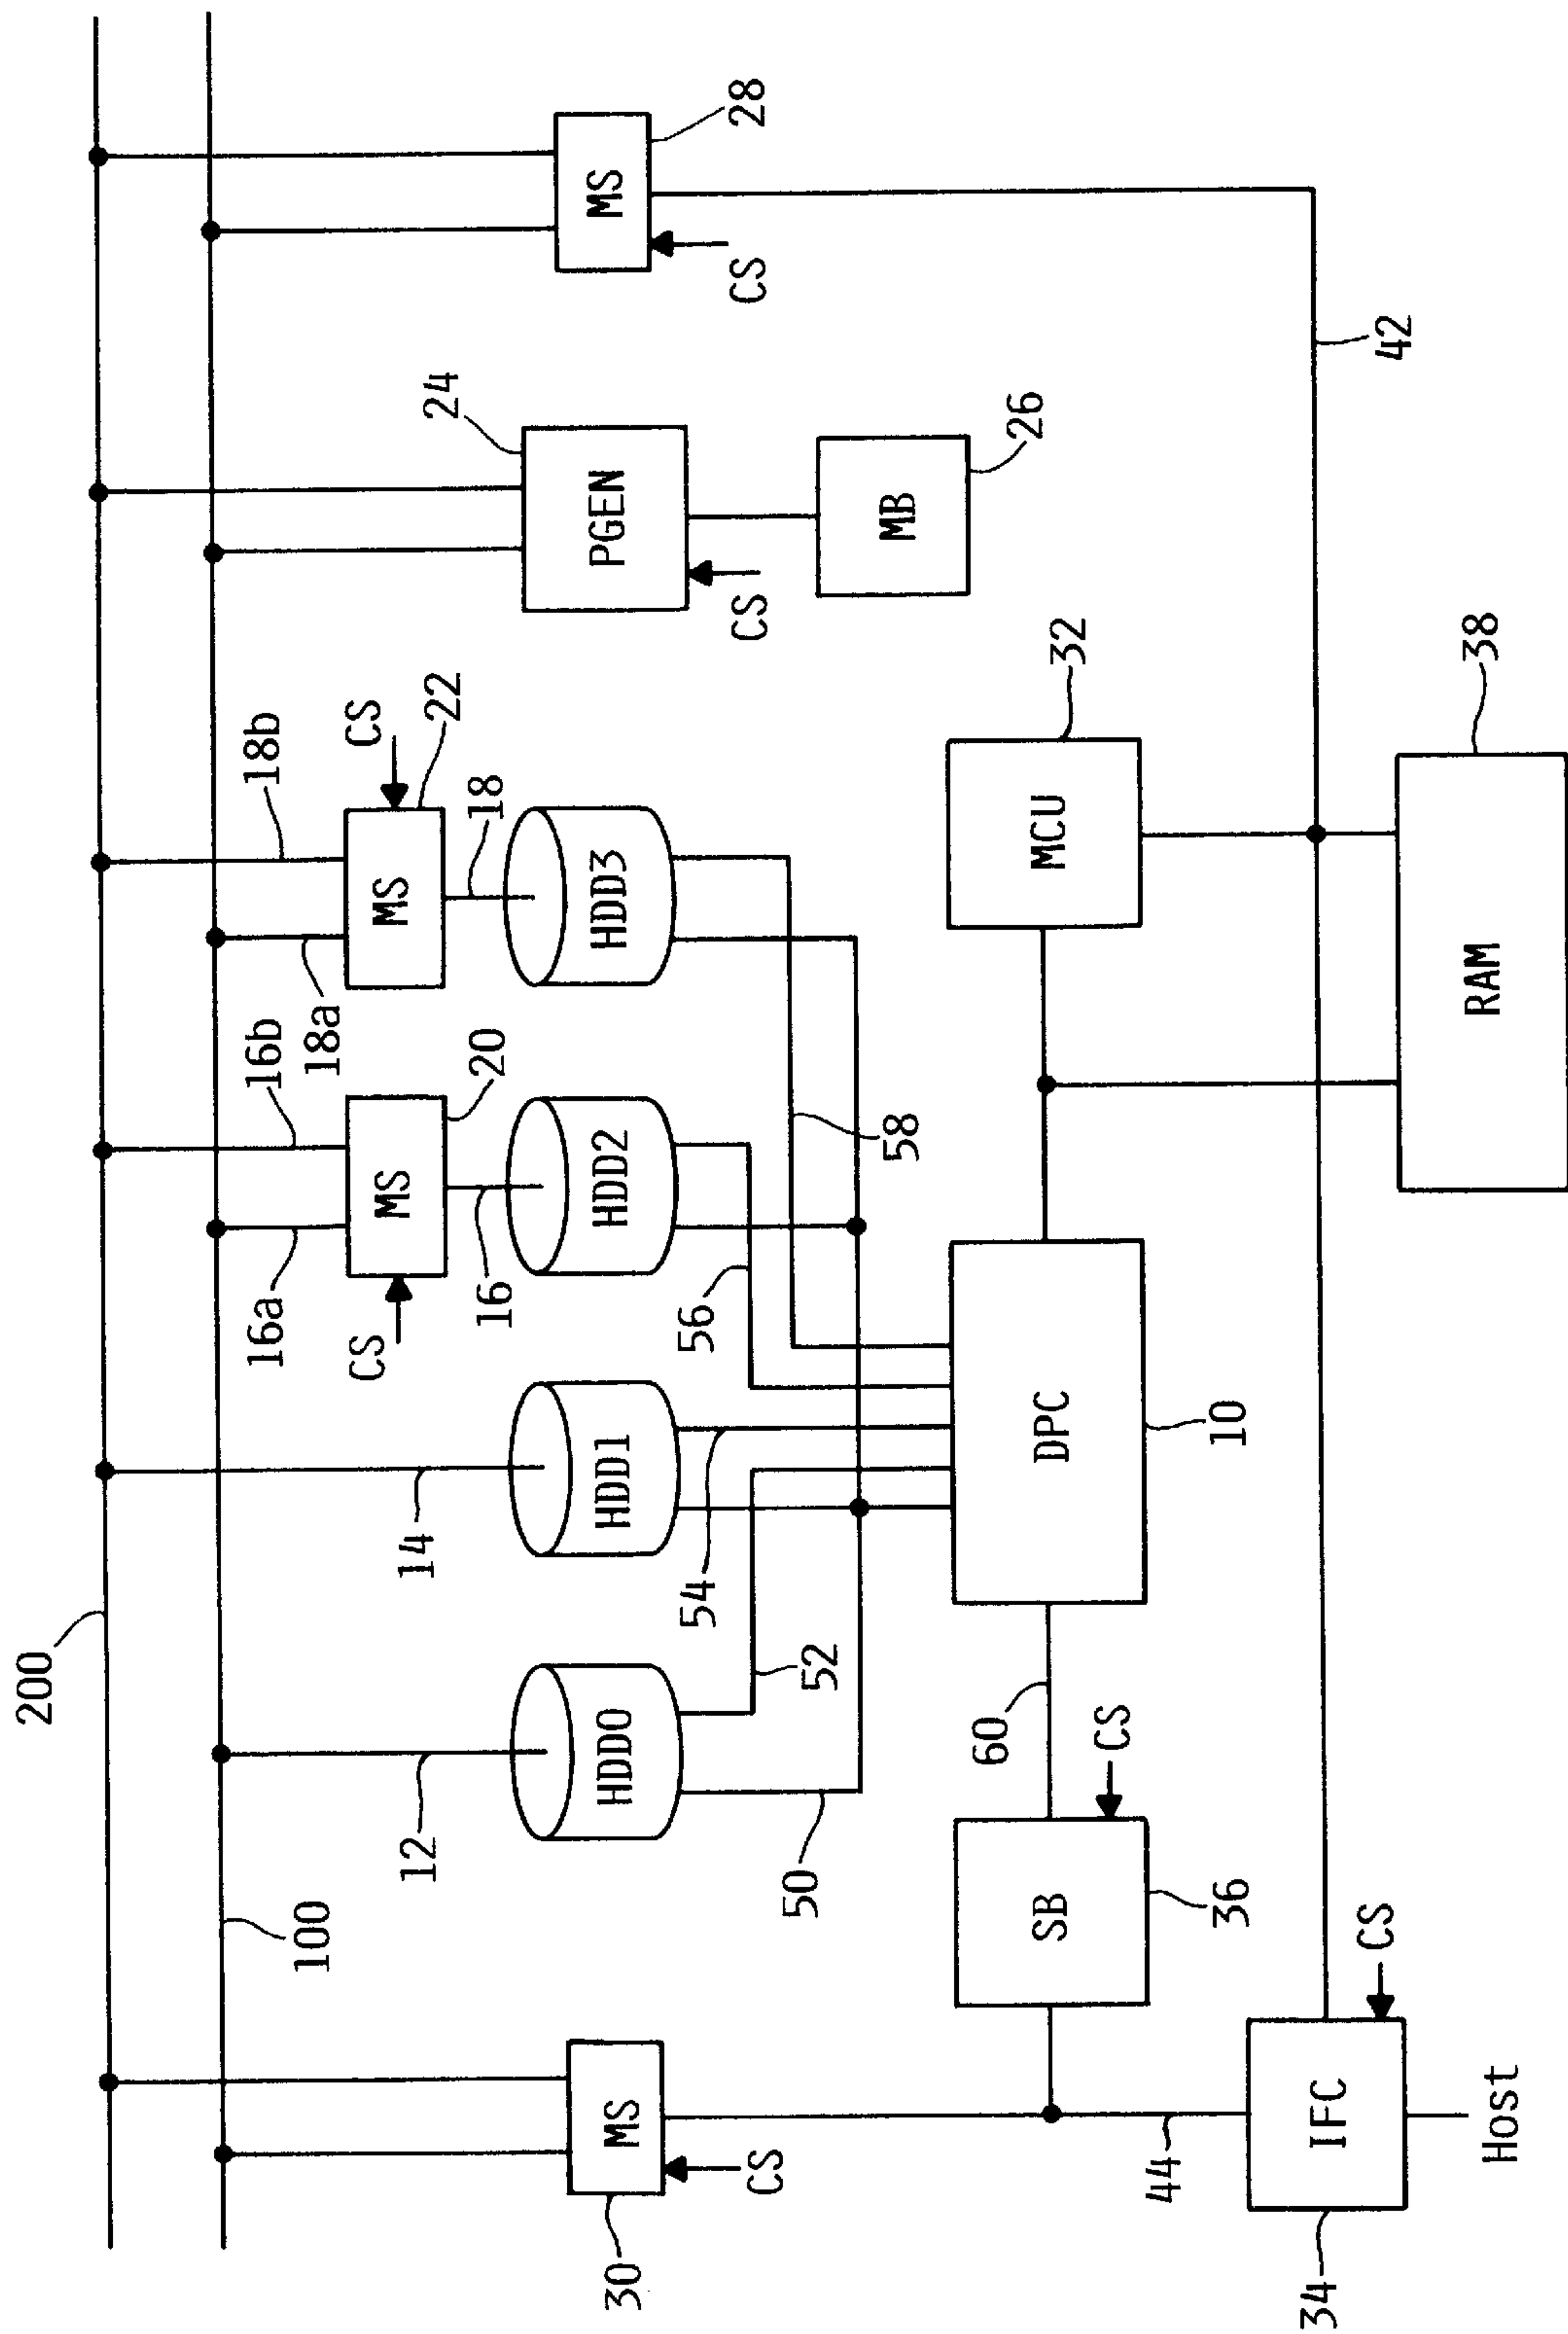 200
16a
16b
18b
100
18a
CS
CS
MS
MS
12
14
22
24
16
20
18
HDD0
HDD1
HDD2
HDD3
PGEN
MS
30
MS
54
56
CS
CS
CS
28
50
52
58
MB
60
26
SB
DPC
MCU
32
CS
44
36
10
34
IFC
CS
42
RAM
38
Host